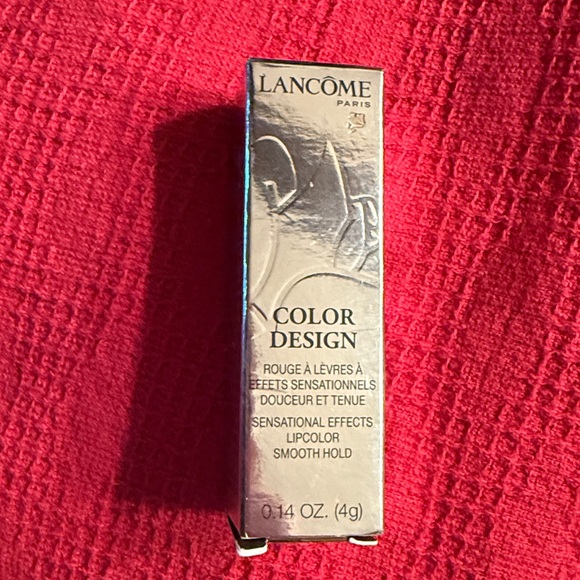 LANCÔME
PARIS
COLOR
DESIGN
ROUGE À LÈVRES À
EFFETS SENSATIONNELS
DOUCEUR ET TENUE
SENSATIONAL EFFECTS
LIPCOLOR
SMOOTH HOLD
0.14 OZ. (4g)